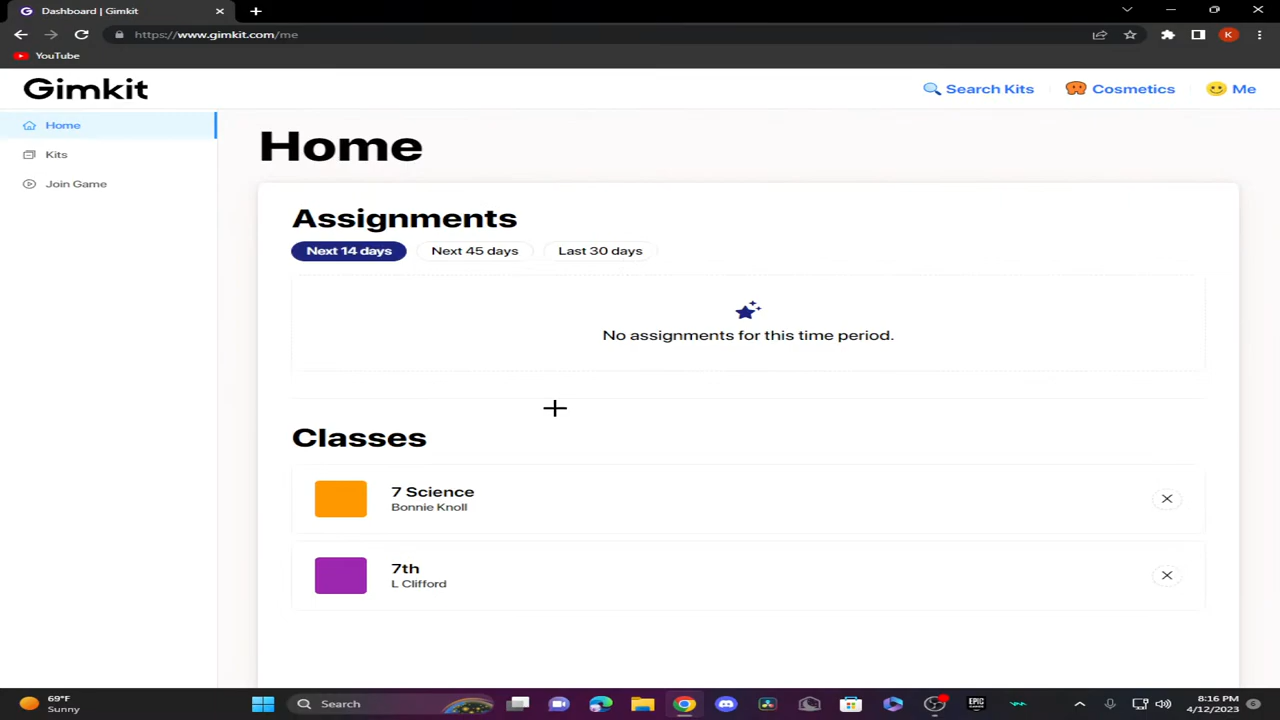 Dashboard | Gimkit
https://www.gimkit.com/me
K
YouTube
Gimkit
Search Kits
Cosmetics
Me
Home
Kits
Join Game
Home
Assignments
Next 14 days
Next 45 days
Last 30 days
No assignments for this time period.
Classes
7 Science
Bonnie Knoll
7th
L Clifford
69°F
Sunny
Search
EPIC
8:16 PM
4/12/2023